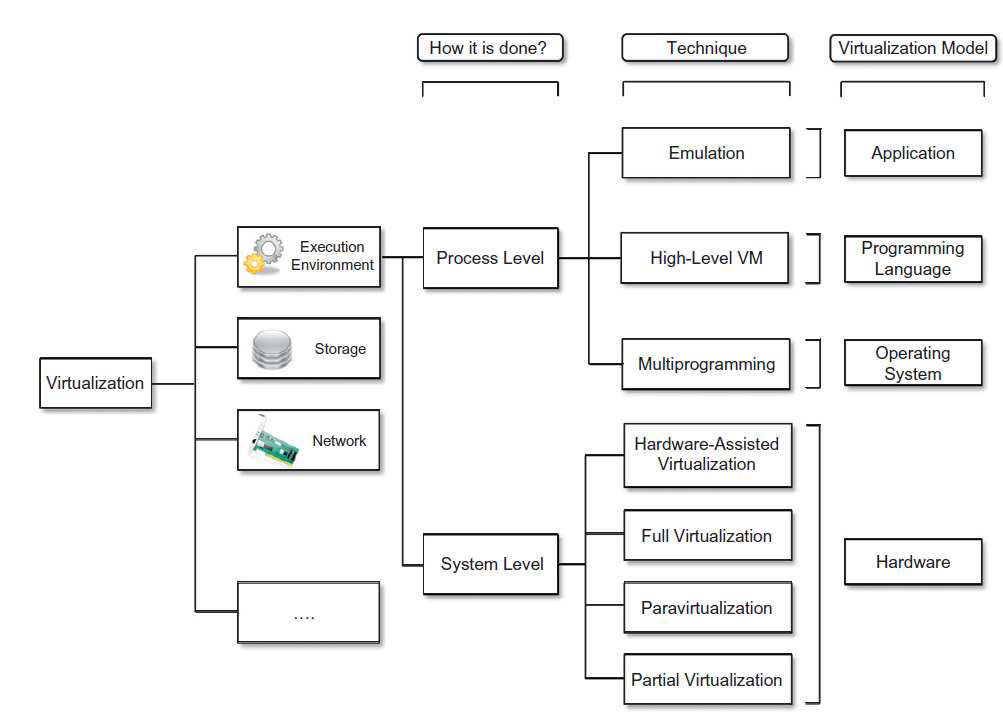 How it is done?
Technique
Virtualization Model
Emulation
Application
Execution
Environment
Process Level
High-Level VM
Programming
Language
Storage
Multiprogramming
Operating
System
Virtualization
Network
Hardware-Assisted
Virtualization
Full Virtualization
System Level
Hardware
....
Paravirtualization
Partial Virtualization